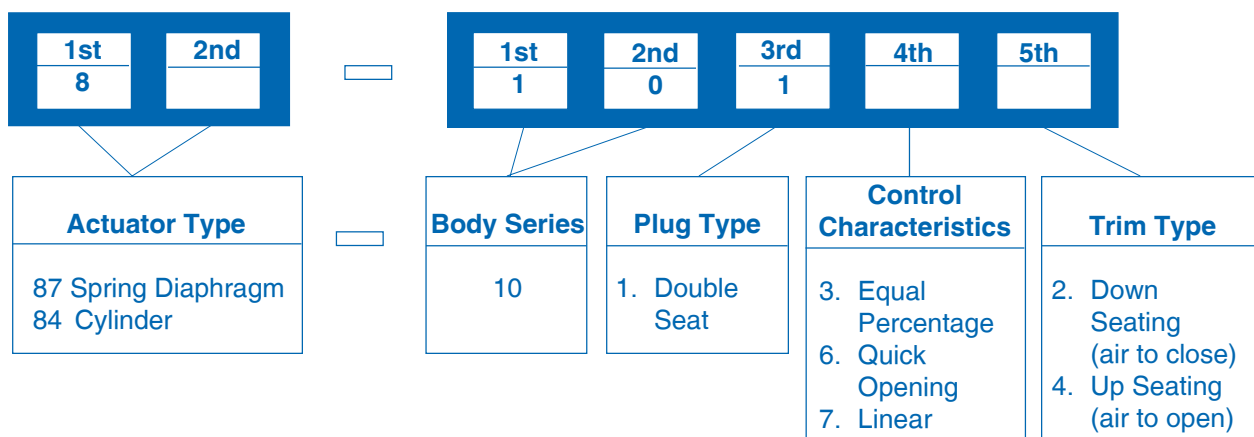 1st 2nd 1st 2nd 3rd 4th 5th
8 1 0 1
Actuator Type
87 Spring Diaphragm
84 Cylinder
Body Series
10
Plug Type
1. Double
Seat
Control
Characteristics
3. Equal
Percentage
6. Quick
Opening
7. Linear
Trim Type
2. Down
Seating
(air to close)
4. Up Seating
(air to open)